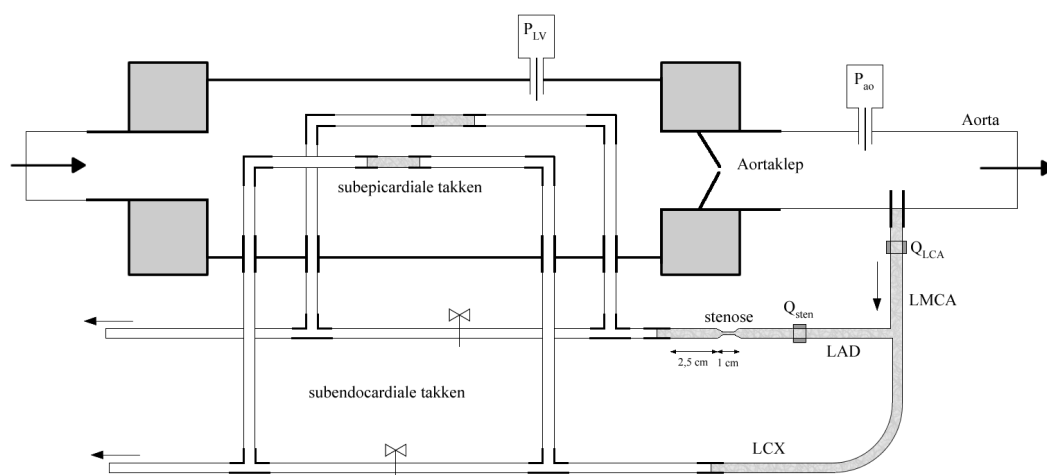 P_LV
P_ao
Aorta
Aortaklep
subepicardiale takken
Q_LCA
LMCA
stenose
Q_sten
LAD
2,5 cm
1 cm
subendocardiale takken
LCX